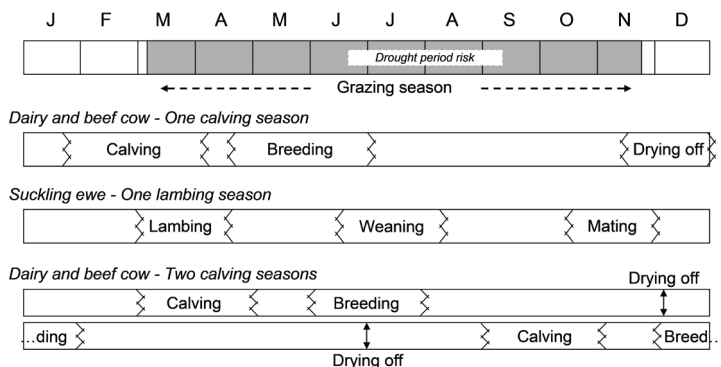 J F M A M J J A S O N D
Drought period risk
Grazing season
Dairy and beef cow - One calving season
Calving Breeding Drying off
Suckling ewe - One lambing season
Lambing Weaning Mating
Dairy and beef cow - Two calving seasons
Drying off
Calving Breeding
...ding Calving Breed...
Drying off